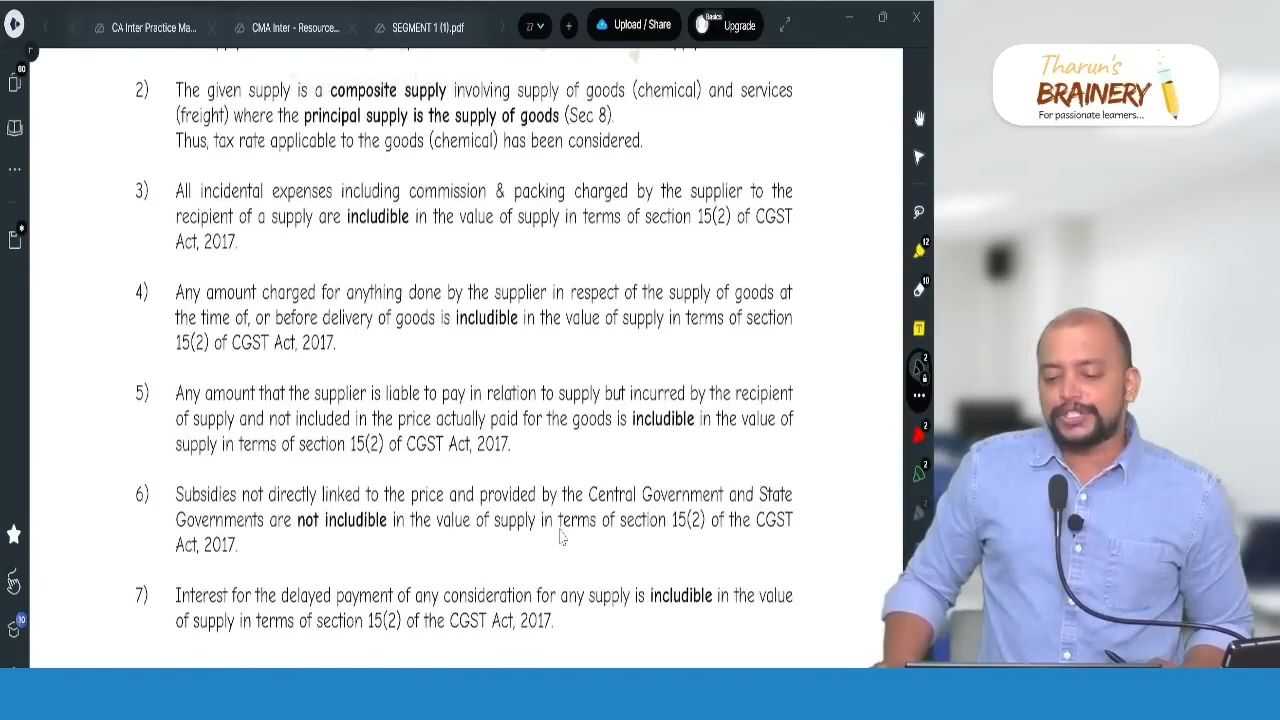 CA Inter Practice Ma...
CMA Inter - Resource...
SEGMENT 1 (1).pdf
27
Upload / Share
Basics
Upgrade
60
Tharun's
BRAINERY
For passionate learners...
2) The given supply is a composite supply involving supply of goods (chemical) and services
(freight) where the principal supply is the supply of goods (Sec 8).
Thus, tax rate applicable to the goods (chemical) has been considered.
3) All incidental expenses including commission & packing charged by the supplier to the
recipient of a supply are includible in the value of supply in terms of section 15(2) of CGST
Act, 2017.
4) Any amount charged for anything done by the supplier in respect of the supply of goods at
the time of, or before delivery of goods is includible in the value of supply in terms of section
15(2) of CGST Act, 2017.
5) Any amount that the supplier is liable to pay in relation to supply but incurred by the recipient
of supply and not included in the price actually paid for the goods is includible in the value of
supply in terms of section 15(2) of CGST Act, 2017.
6) Subsidies not directly linked to the price and provided by the Central Government and State
Governments are not includible in the value of supply in terms of section 15(2) of the CGST
Act, 2017.
7) Interest for the delayed payment of any consideration for any supply is includible in the value
of supply in terms of section 15(2) of the CGST Act, 2017.
12
10
T
2
2
2
10